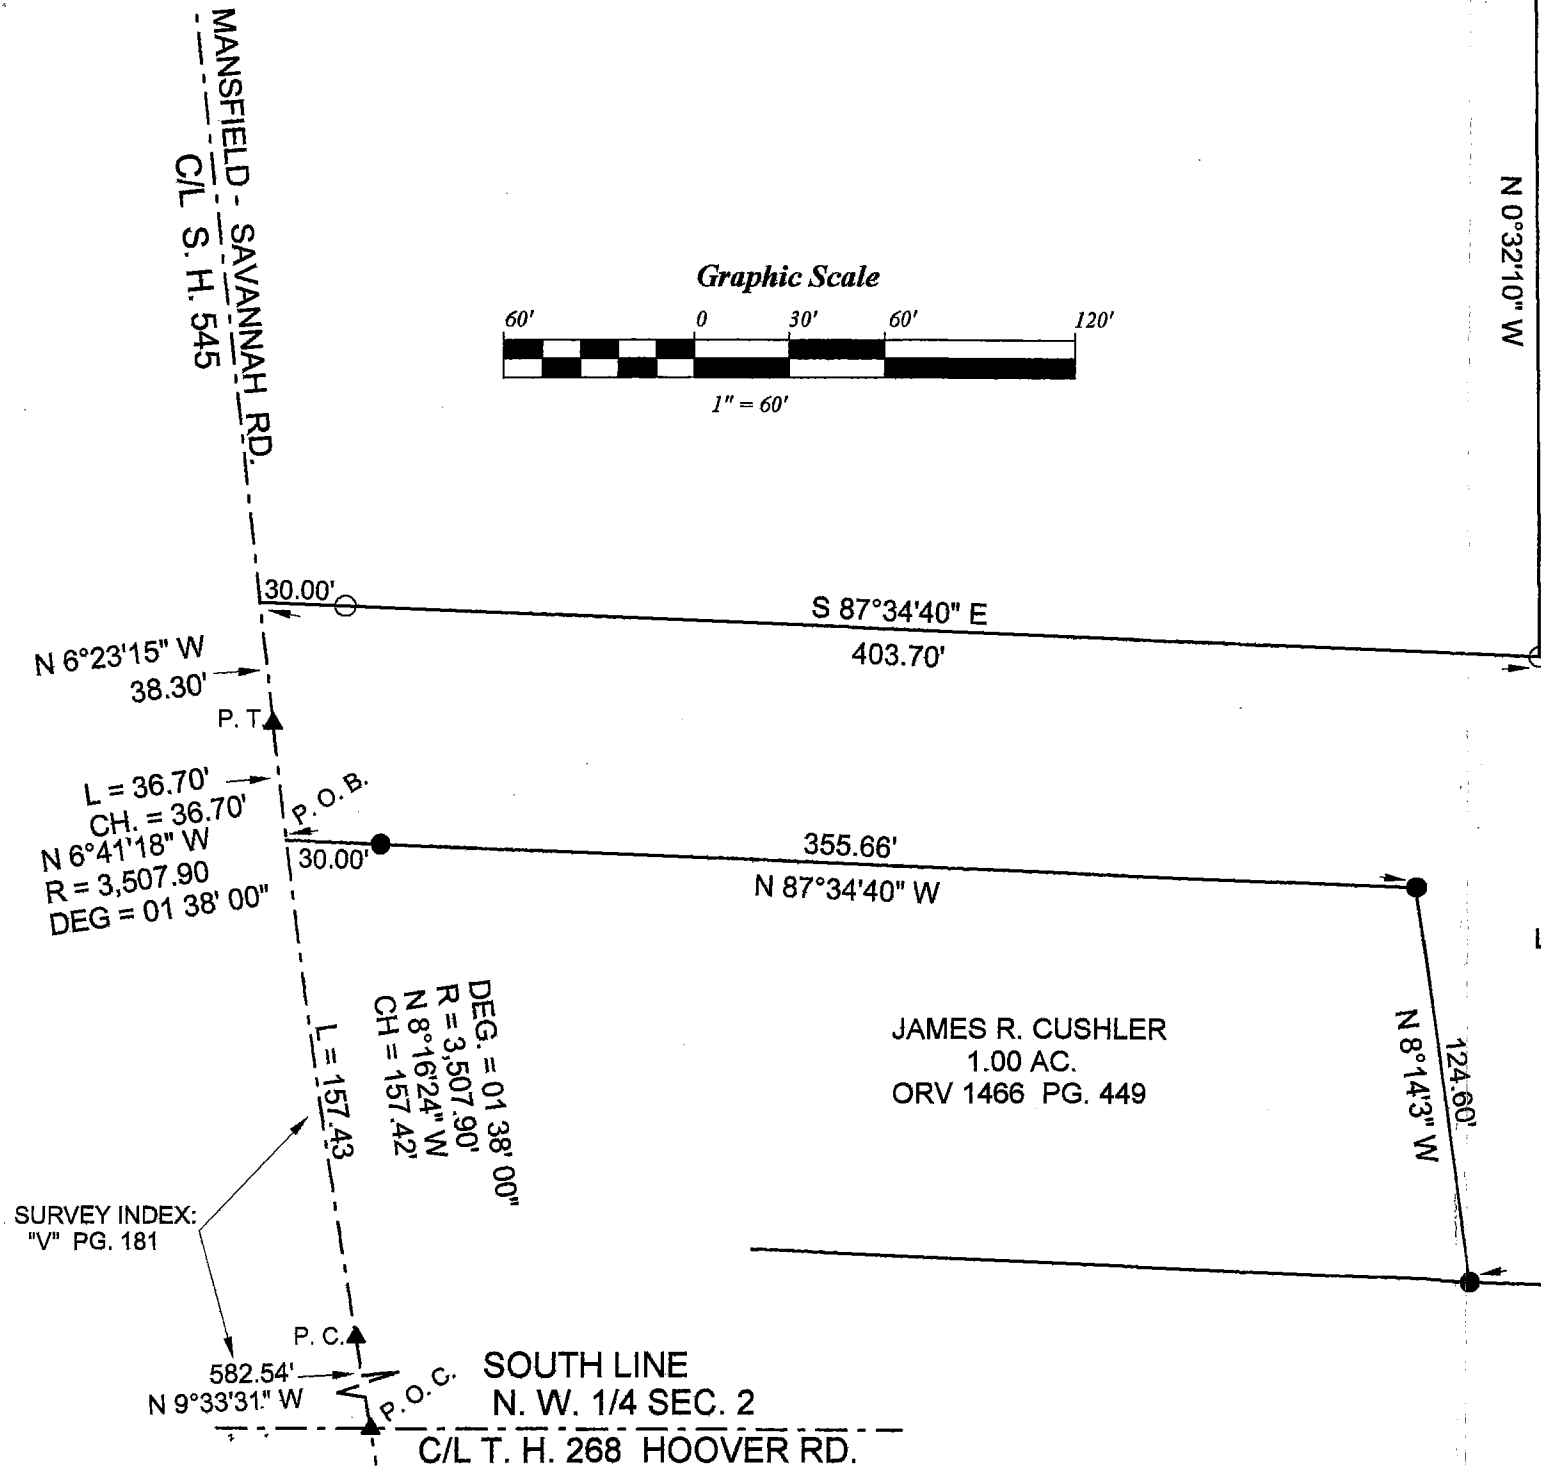 MANSFIELD - SAVANNAH RD.
C/L S. H. 545
N 0°32'10" W
Graphic Scale
60' 0 30' 60' 120'
1" = 60'
30.00'
S 87°34'40" E
403.70'
N 6°23'15" W
38.30'
P. T.
L = 36.70'
CH. = 36.70'
N 6°41'18" W
R = 3,507.90
DEG = 01 38' 00"
P. O. B.
30.00'
355.66'
N 87°34'40" W
DEG. = 01 38' 00"
R = 3,507.90'
N 8°16'24" W
CH = 157.42'
L = 157.43
JAMES R. CUSHLER
1.00 AC.
ORV 1466 PG. 449
124.60'
N 8°14'3" W
SURVEY INDEX:
"V" PG. 181
P. C.
582.54'
N 9°33'31" W
P. O. C.
SOUTH LINE
N. W. 1/4 SEC. 2
C/L T. H. 268 HOOVER RD.